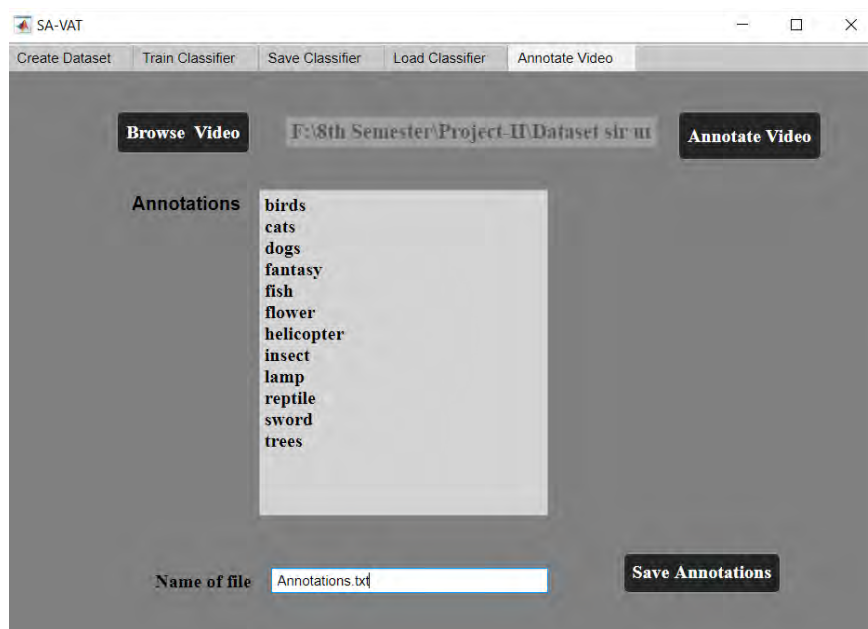 SA-VAT
Create Dataset Train Classifier Save Classifier Load Classifier Annotate Video
Browse Video F:\8th Semester\Project-II\Dataset sir Annotate Video
Annotations
birds
cats
dogs
fantasy
fish
flower
helicopter
insect
lamp
reptile
sword
trees
Name of file Annotations.txt Save Annotations